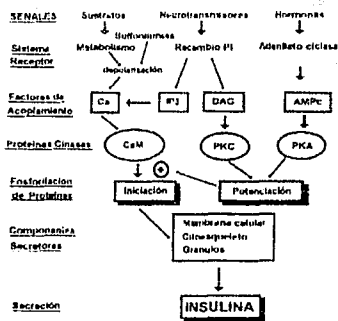 SEÑALES Sustratos Neurotransmisores Hormonas
Sulfonilureas
Sistema Receptor Metabolismo Recambio PI Adenilato ciclasa
depolarización
Factores de Acoplamiento Ca IP3 DAG AMPc
Proteínas Cinasas CaM PKC PKA
+
Fosforilación de Proteínas Iniciación Potenciación
Componentes Secretores Membrana celular
Citoesqueleto
Gránulos
Secreción INSULINA